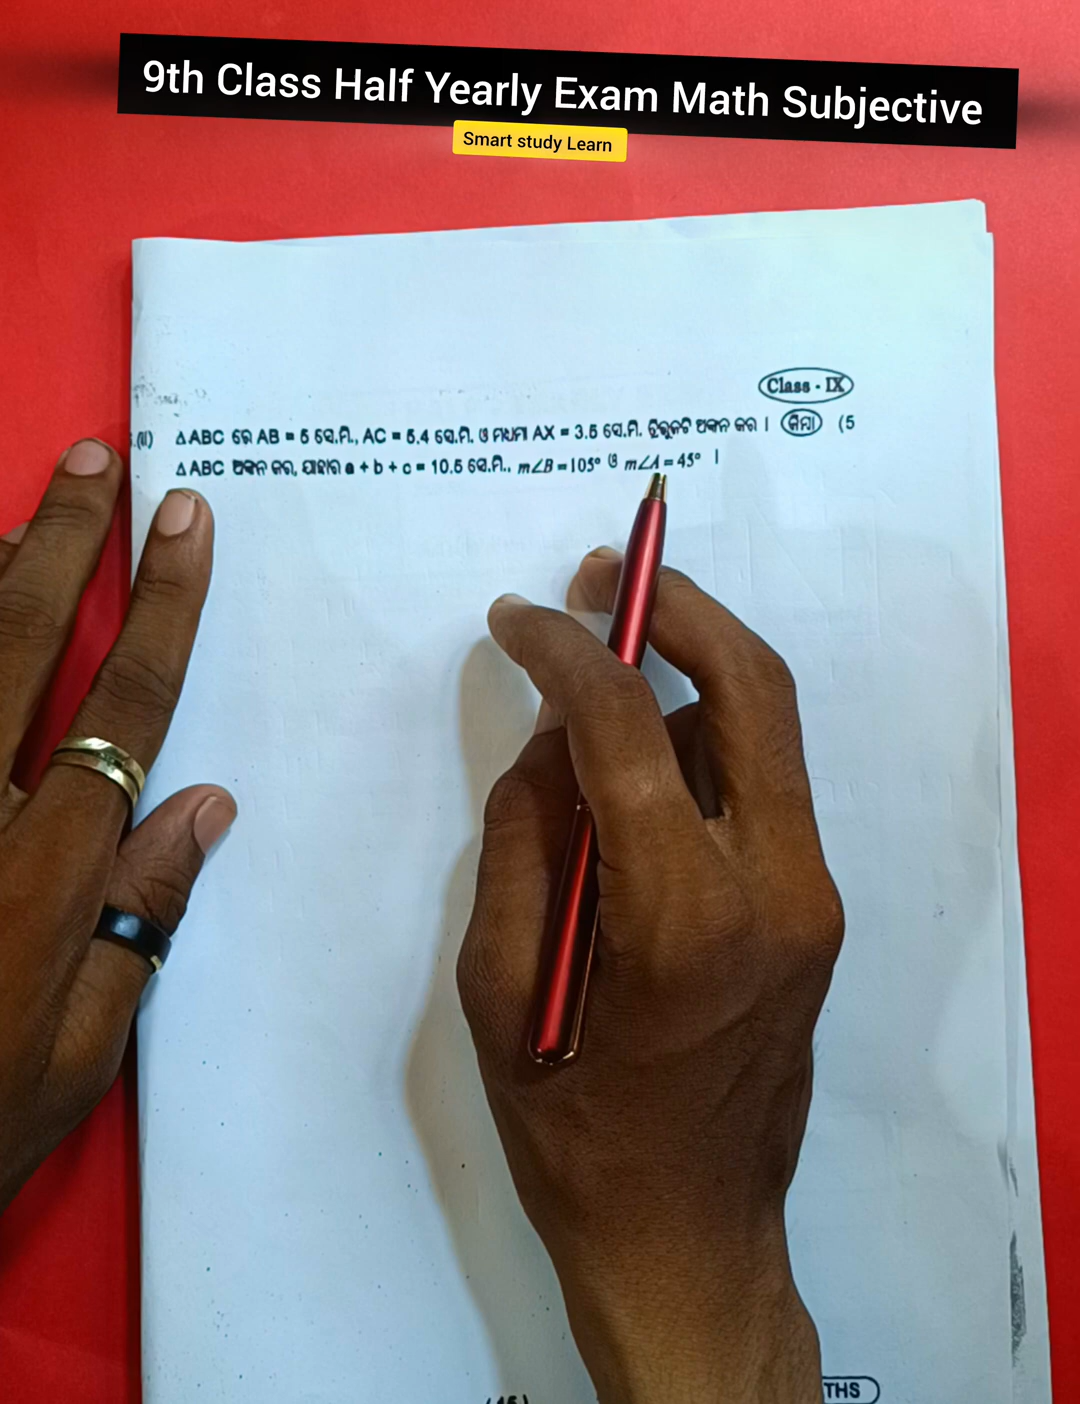 9th Class Half Yearly Exam Math Subjective
Smart study Learn
Class - IX
.(ii) ΔABC ରେ AB = 5 ସେ.ମି., AC = 5.4 ସେ.ମି. ଓ ମଧ୍ୟମା AX = 3.5 ସେ.ମି. ତ୍ରିଭୁଜଟି ଅଙ୍କନ କର । କିମ୍ବା (5
ΔABC ଅଙ୍କନ କର, ଯାହାର a + b + c = 10.5 ସେ.ମି., m∠B = 105° ଓ m∠A = 45° ।
THS